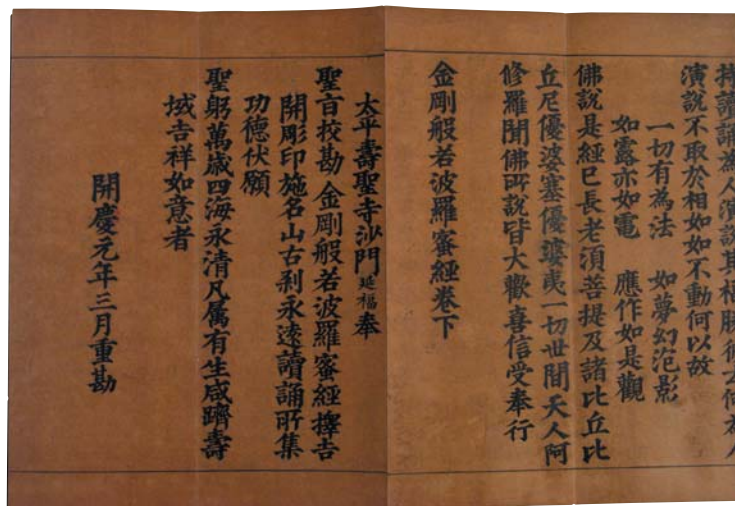 持讀誦為人演說其福勝彼云何為人
演說不取於相如如不動何以故
一切有為法　如夢幻泡影
如露亦如電　應作如是觀
佛說是經已長老須菩提及諸比丘比
丘尼優婆塞優婆夷一切世間天人阿
修羅聞佛所說皆大歡喜信受奉行
金剛般若波羅蜜經卷下
太平壽聖寺沙門延福奉
聖旨挍勘 金剛般若波羅蜜經擇吉
開彫印施名山古剎永遠讀誦所集
功德伏願
聖躬萬歲四海永清凡屬有生咸躋壽
域吉祥如意者
開慶元年三月重勘